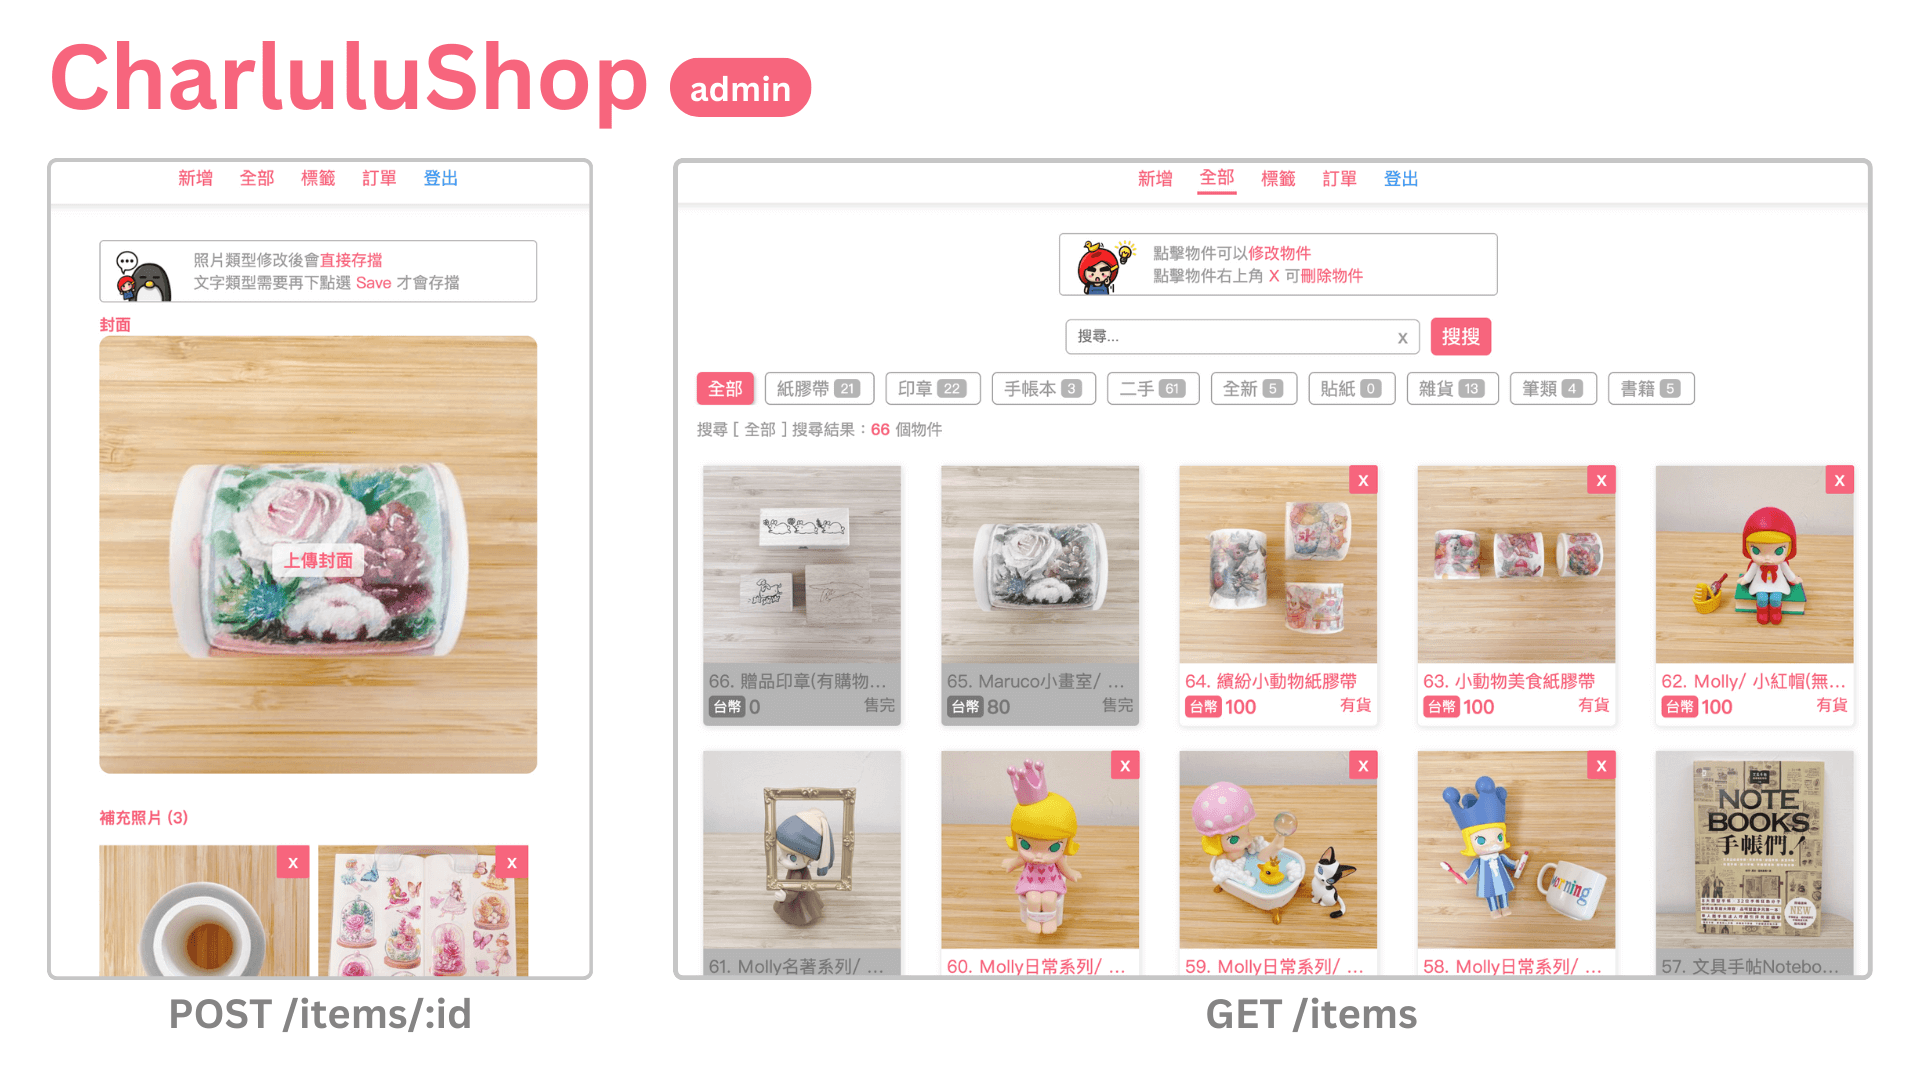 CharluluShop admin
新增 全部 標籤 訂單 登出
照片類型修改後會直接存擋
文字類型需要再下點選 Save 才會存擋
封面
上傳封面
補充照片 (3)
X X
POST /items/:id
新增 全部 標籤 訂單 登出
點擊物件可以修改物件
點擊物件右上角 X 可刪除物件
搜尋... X 搜搜
全部 紙膠帶 21 印章 22 手帳本 3 二手 61 全新 5 貼紙 0 雜貨 13 筆類 4 書籍 5
搜尋 [ 全部 ] 搜尋結果：66 個物件
X X X
66. 贈品印章(有購物...
台幣 0 售完
65. Maruco小畫室/ ...
台幣 80 售完
64. 繽紛小動物紙膠帶
台幣 100 有貨
63. 小動物美食紙膠帶
台幣 100 有貨
62. Molly/ 小紅帽(無...
台幣 100 有貨
X X X
morning
NOTE
BOOKS
手帳們!
NEW
61. Molly名著系列/ ...
60. Molly日常系列/ ...
59. Molly日常系列/ ...
58. Molly日常系列/ ...
57. 文具手帖Notebo...
GET /items